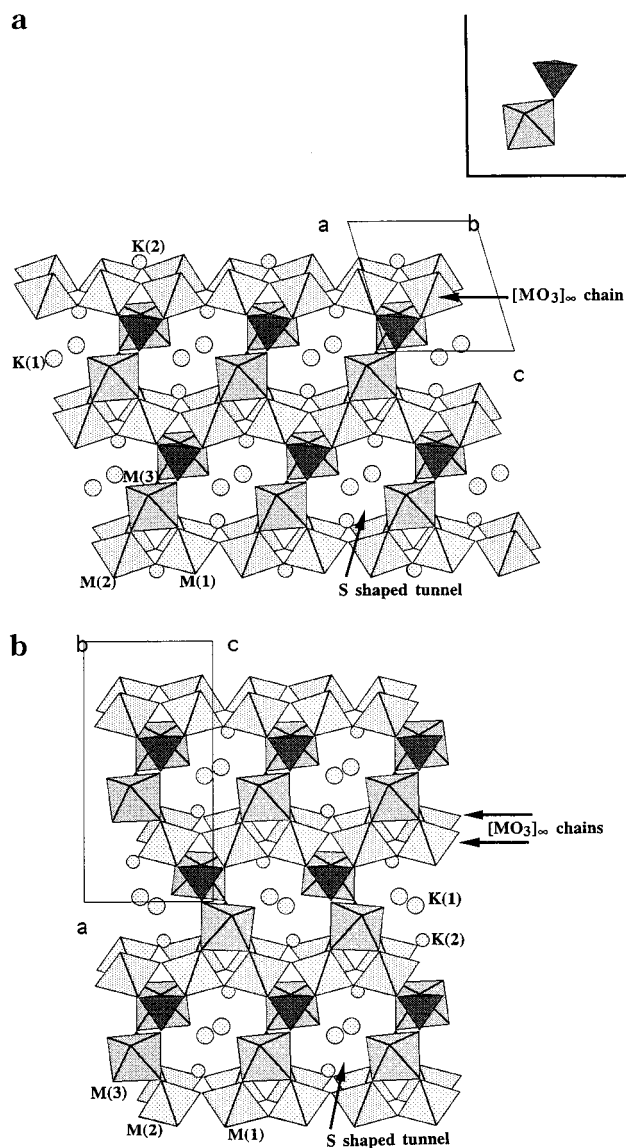 a
a b
K(2)
[MO3]∞ chain
K(1)
c
M(3)
M(2) M(1)
S shaped tunnel
b
b c
[MO3]∞ chains
K(1)
K(2)
a
M(3)
M(2) M(1) S shaped tunnel